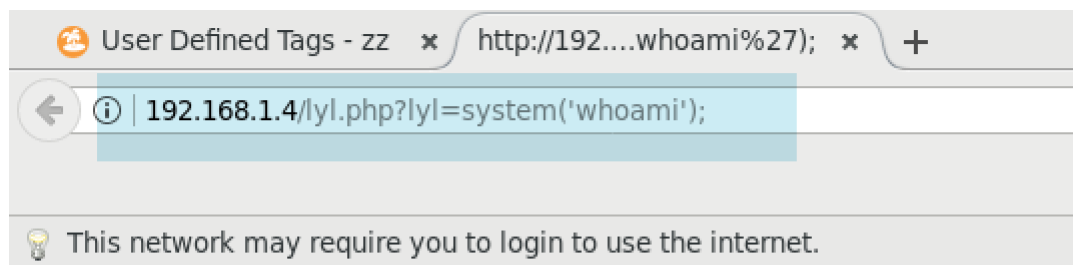 User Defined Tags - zz × http://192....whoami%27); × +
192.168.1.4/lyl.php?lyl=system('whoami');
This network may require you to login to use the internet.